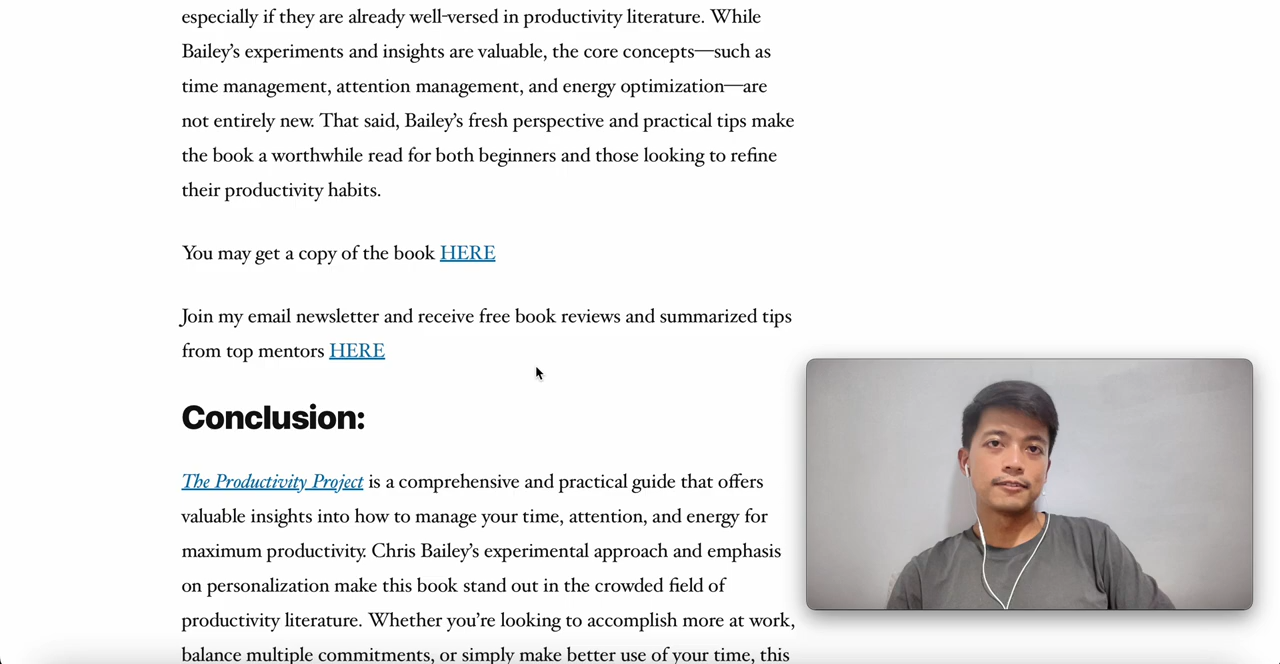 especially if they are already well-versed in productivity literature. While
Bailey’s experiments and insights are valuable, the core concepts—such as
time management, attention management, and energy optimization—are
not entirely new. That said, Bailey’s fresh perspective and practical tips make
the book a worthwhile read for both beginners and those looking to refine
their productivity habits.
You may get a copy of the book HERE
Join my email newsletter and receive free book reviews and summarized tips
from top mentors HERE
Conclusion:
The Productivity Project is a comprehensive and practical guide that offers
valuable insights into how to manage your time, attention, and energy for
maximum productivity. Chris Bailey’s experimental approach and emphasis
on personalization make this book stand out in the crowded field of
productivity literature. Whether you’re looking to accomplish more at work,
balance multiple commitments, or simply make better use of your time, this